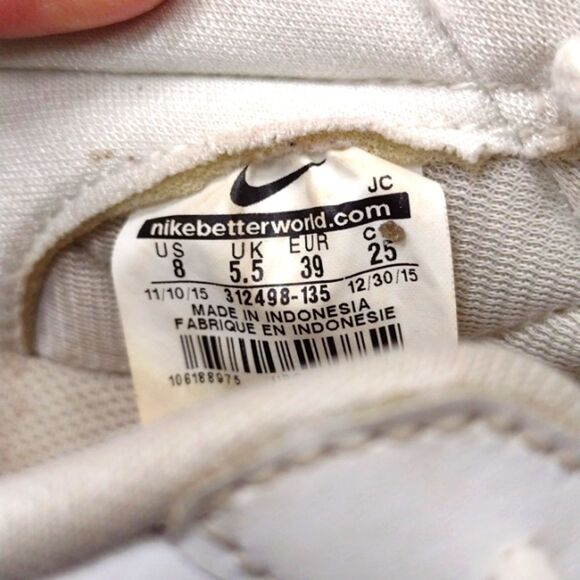 JC
nikebetterworld.com
US UK EUR C
8 5.5 39 25
11/10/15 312498-135 12/30/15
MADE IN INDONESIA
FABRIQUE EN INDONESIE
106188975